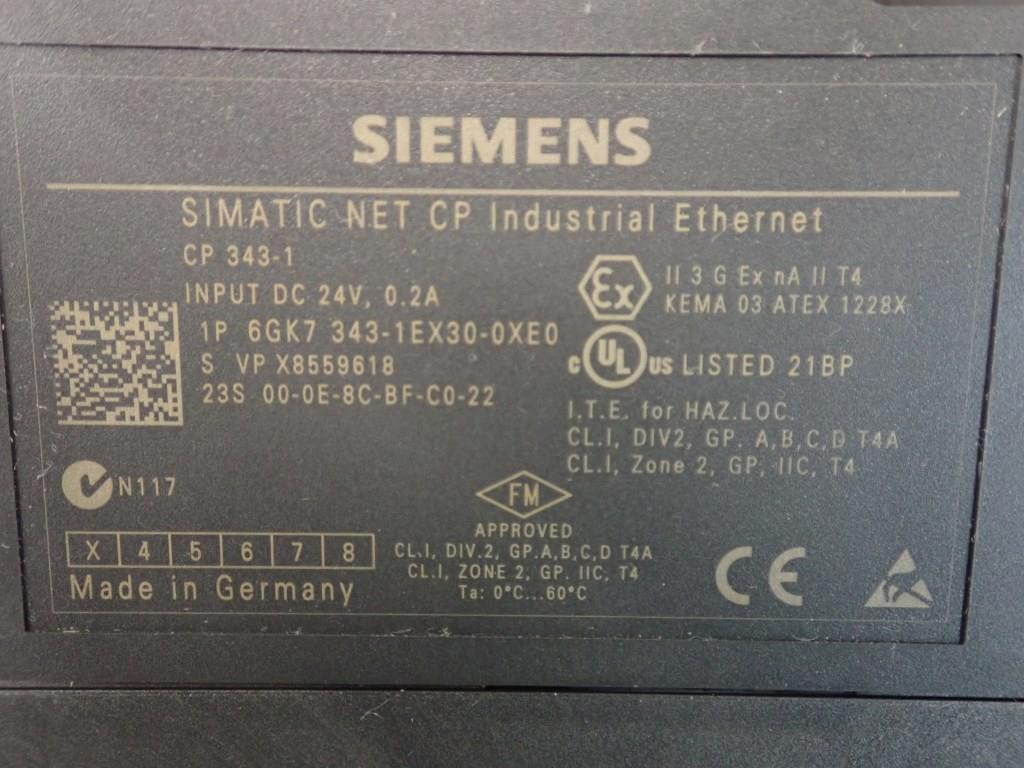 SIEMENS
SIMATIC NET CP Industrial Ethernet
CP 343-1
INPUT DC 24V, 0.2A
1P 6GK7 343-1EX30-0XE0
S VP X8559618
23S 00-0E-8C-BF-C0-22
Ex
II 3 G Ex nA II T4
KEMA 03 ATEX 1228X
c UL us LISTED 21BP
I.T.E. for HAZ.LOC.
CL.I, DIV2, GP. A,B,C,D T4A
CL.I, Zone 2, GP, IIC, T4
N117
FM
APPROVED
CL.I, DIV.2, GP.A,B,C,D T4A
CL.I, ZONE 2, GP. IIC, T4
Ta: 0°C...60°C
X 4 5 6 7 8
Made in Germany
CE